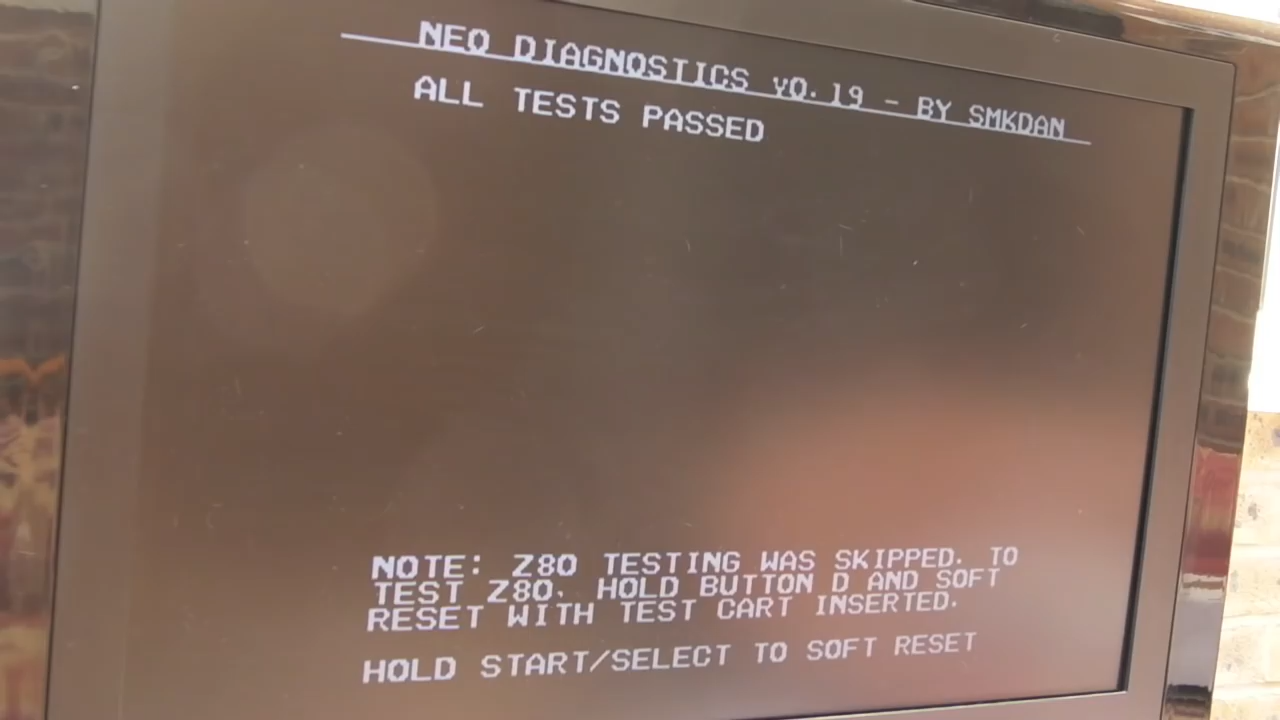 NEO DIAGNOSTICS v0.19 - BY SMKDAN
ALL TESTS PASSED
NOTE: Z80 TESTING WAS SKIPPED. TO
TEST Z80, HOLD BUTTON D AND SOFT
RESET WITH TEST CART INSERTED.
HOLD START/SELECT TO SOFT RESET